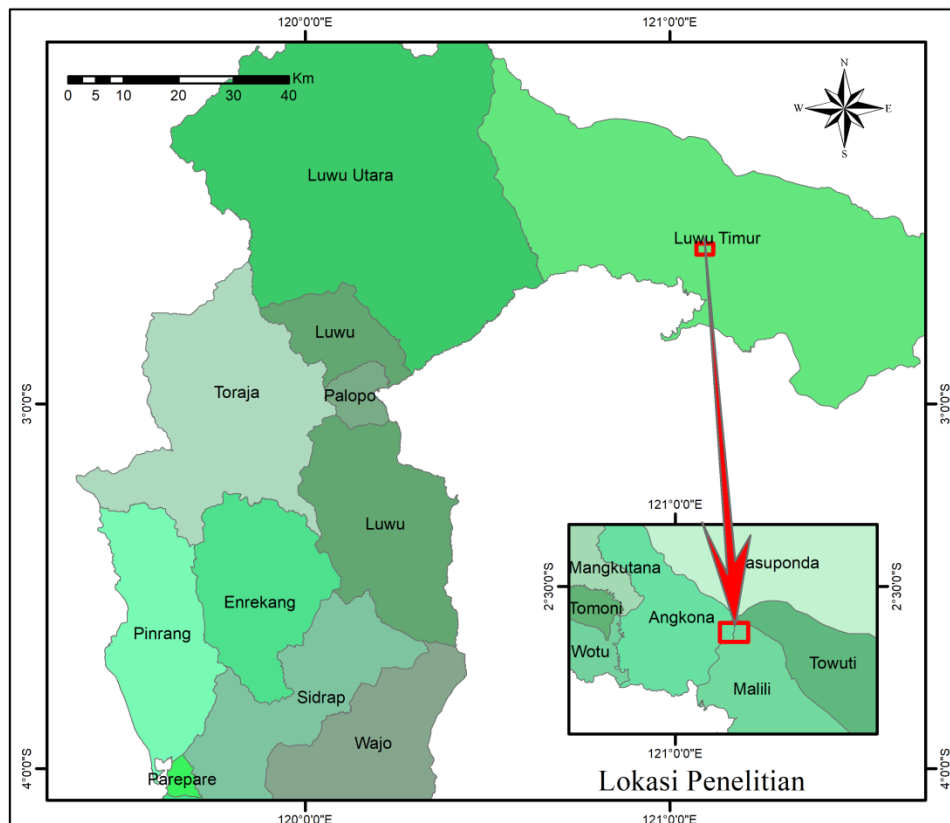 120°0'0"E
121°0'0"E
Km
0 5 10 20 30 40
N
W E
S
Luwu Utara
Luwu Timur
Luwu
Toraja
Palopo
3°0'0"S
3°0'0"S
Luwu
121°0'0"E
Enrekang
Pinrang
2°30'0"S
asuponda
2°30'0"S
Mangkutana
Tomoni
Angkona
Wotu
Towuti
Malili
Sidrap
Wajo
121°0'0"E
Parepare
4°0'0"S
Lokasi Penelitian
4°0'0"S
120°0'0"E
121°0'0"E